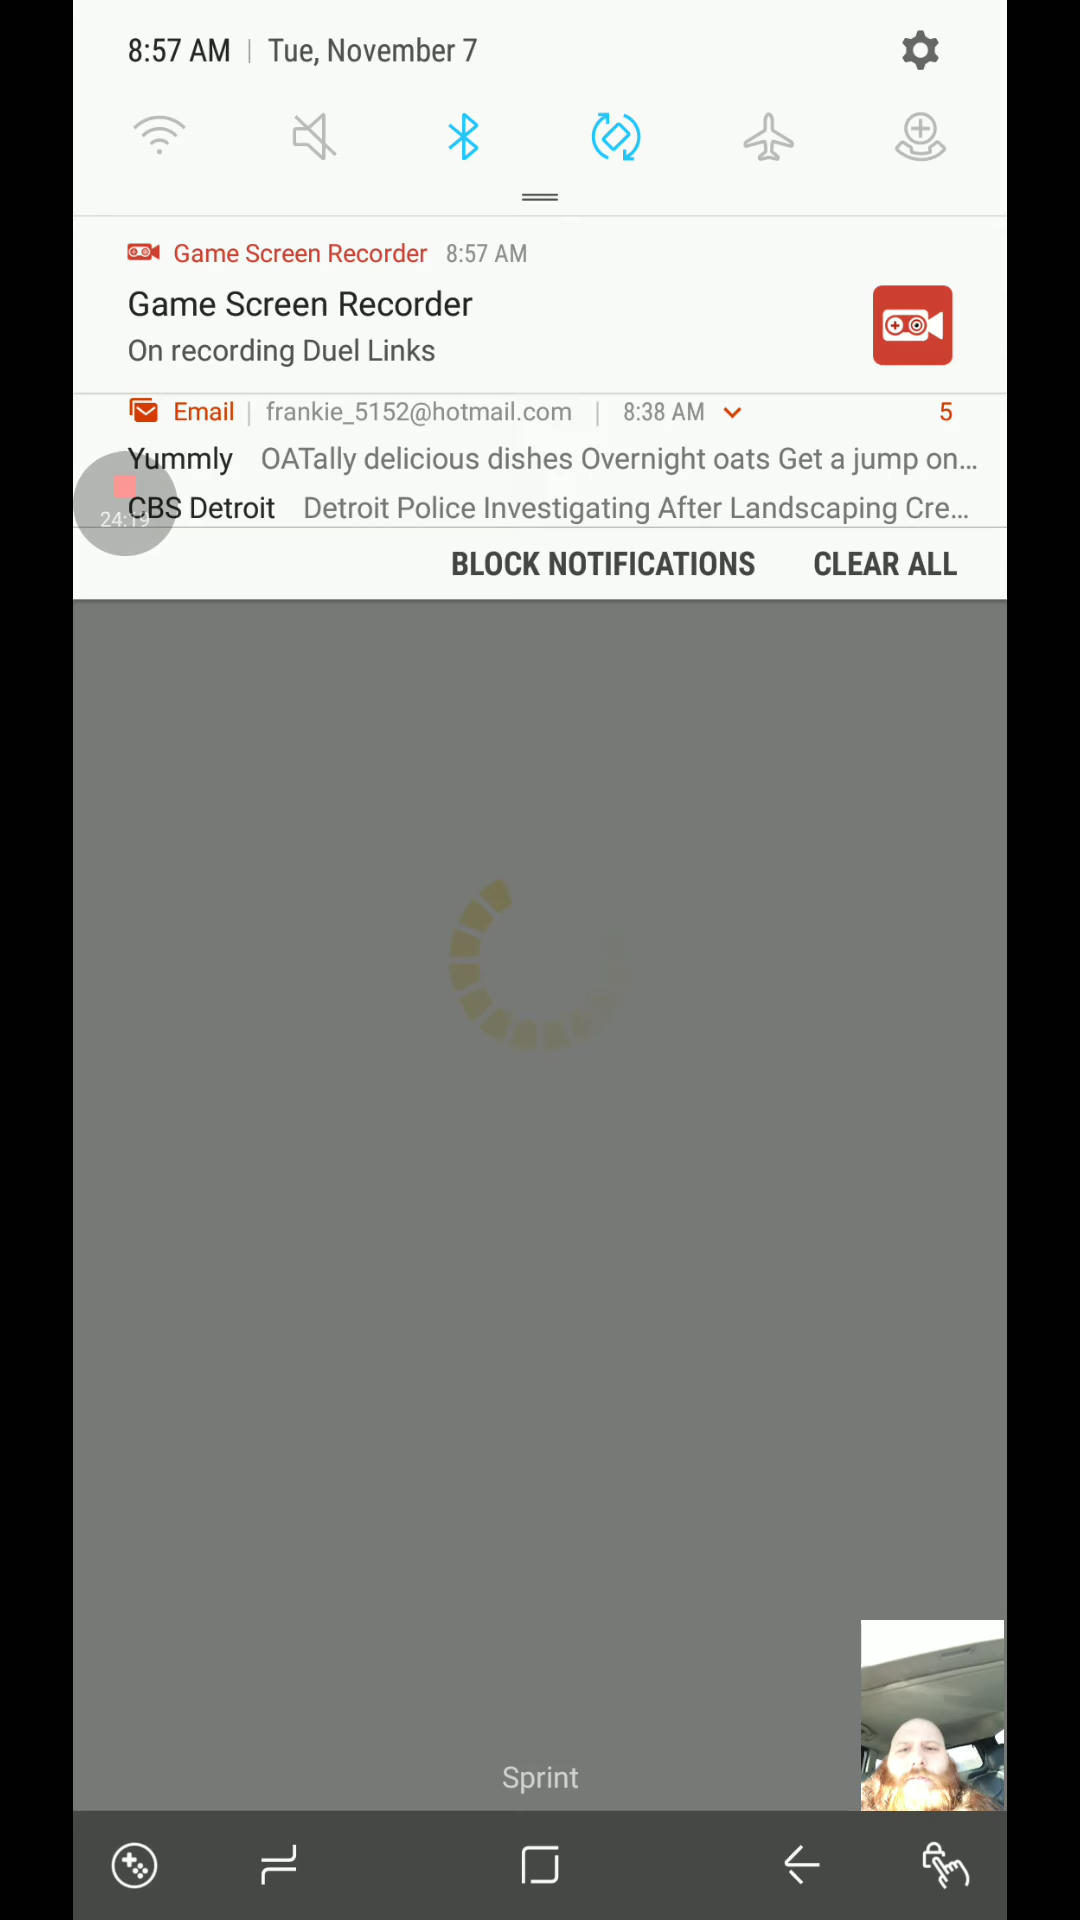 8:57 AM | Tue, November 7
Game Screen Recorder 8:57 AM
Game Screen Recorder
On recording Duel Links
Email | frankie_5152@hotmail.com | 8:38 AM 5
Yummly OATally delicious dishes Overnight oats Get a jump on...
CBS Detroit Detroit Police Investigating After Landscaping Cre...
24:19
BLOCK NOTIFICATIONS CLEAR ALL
Sprint